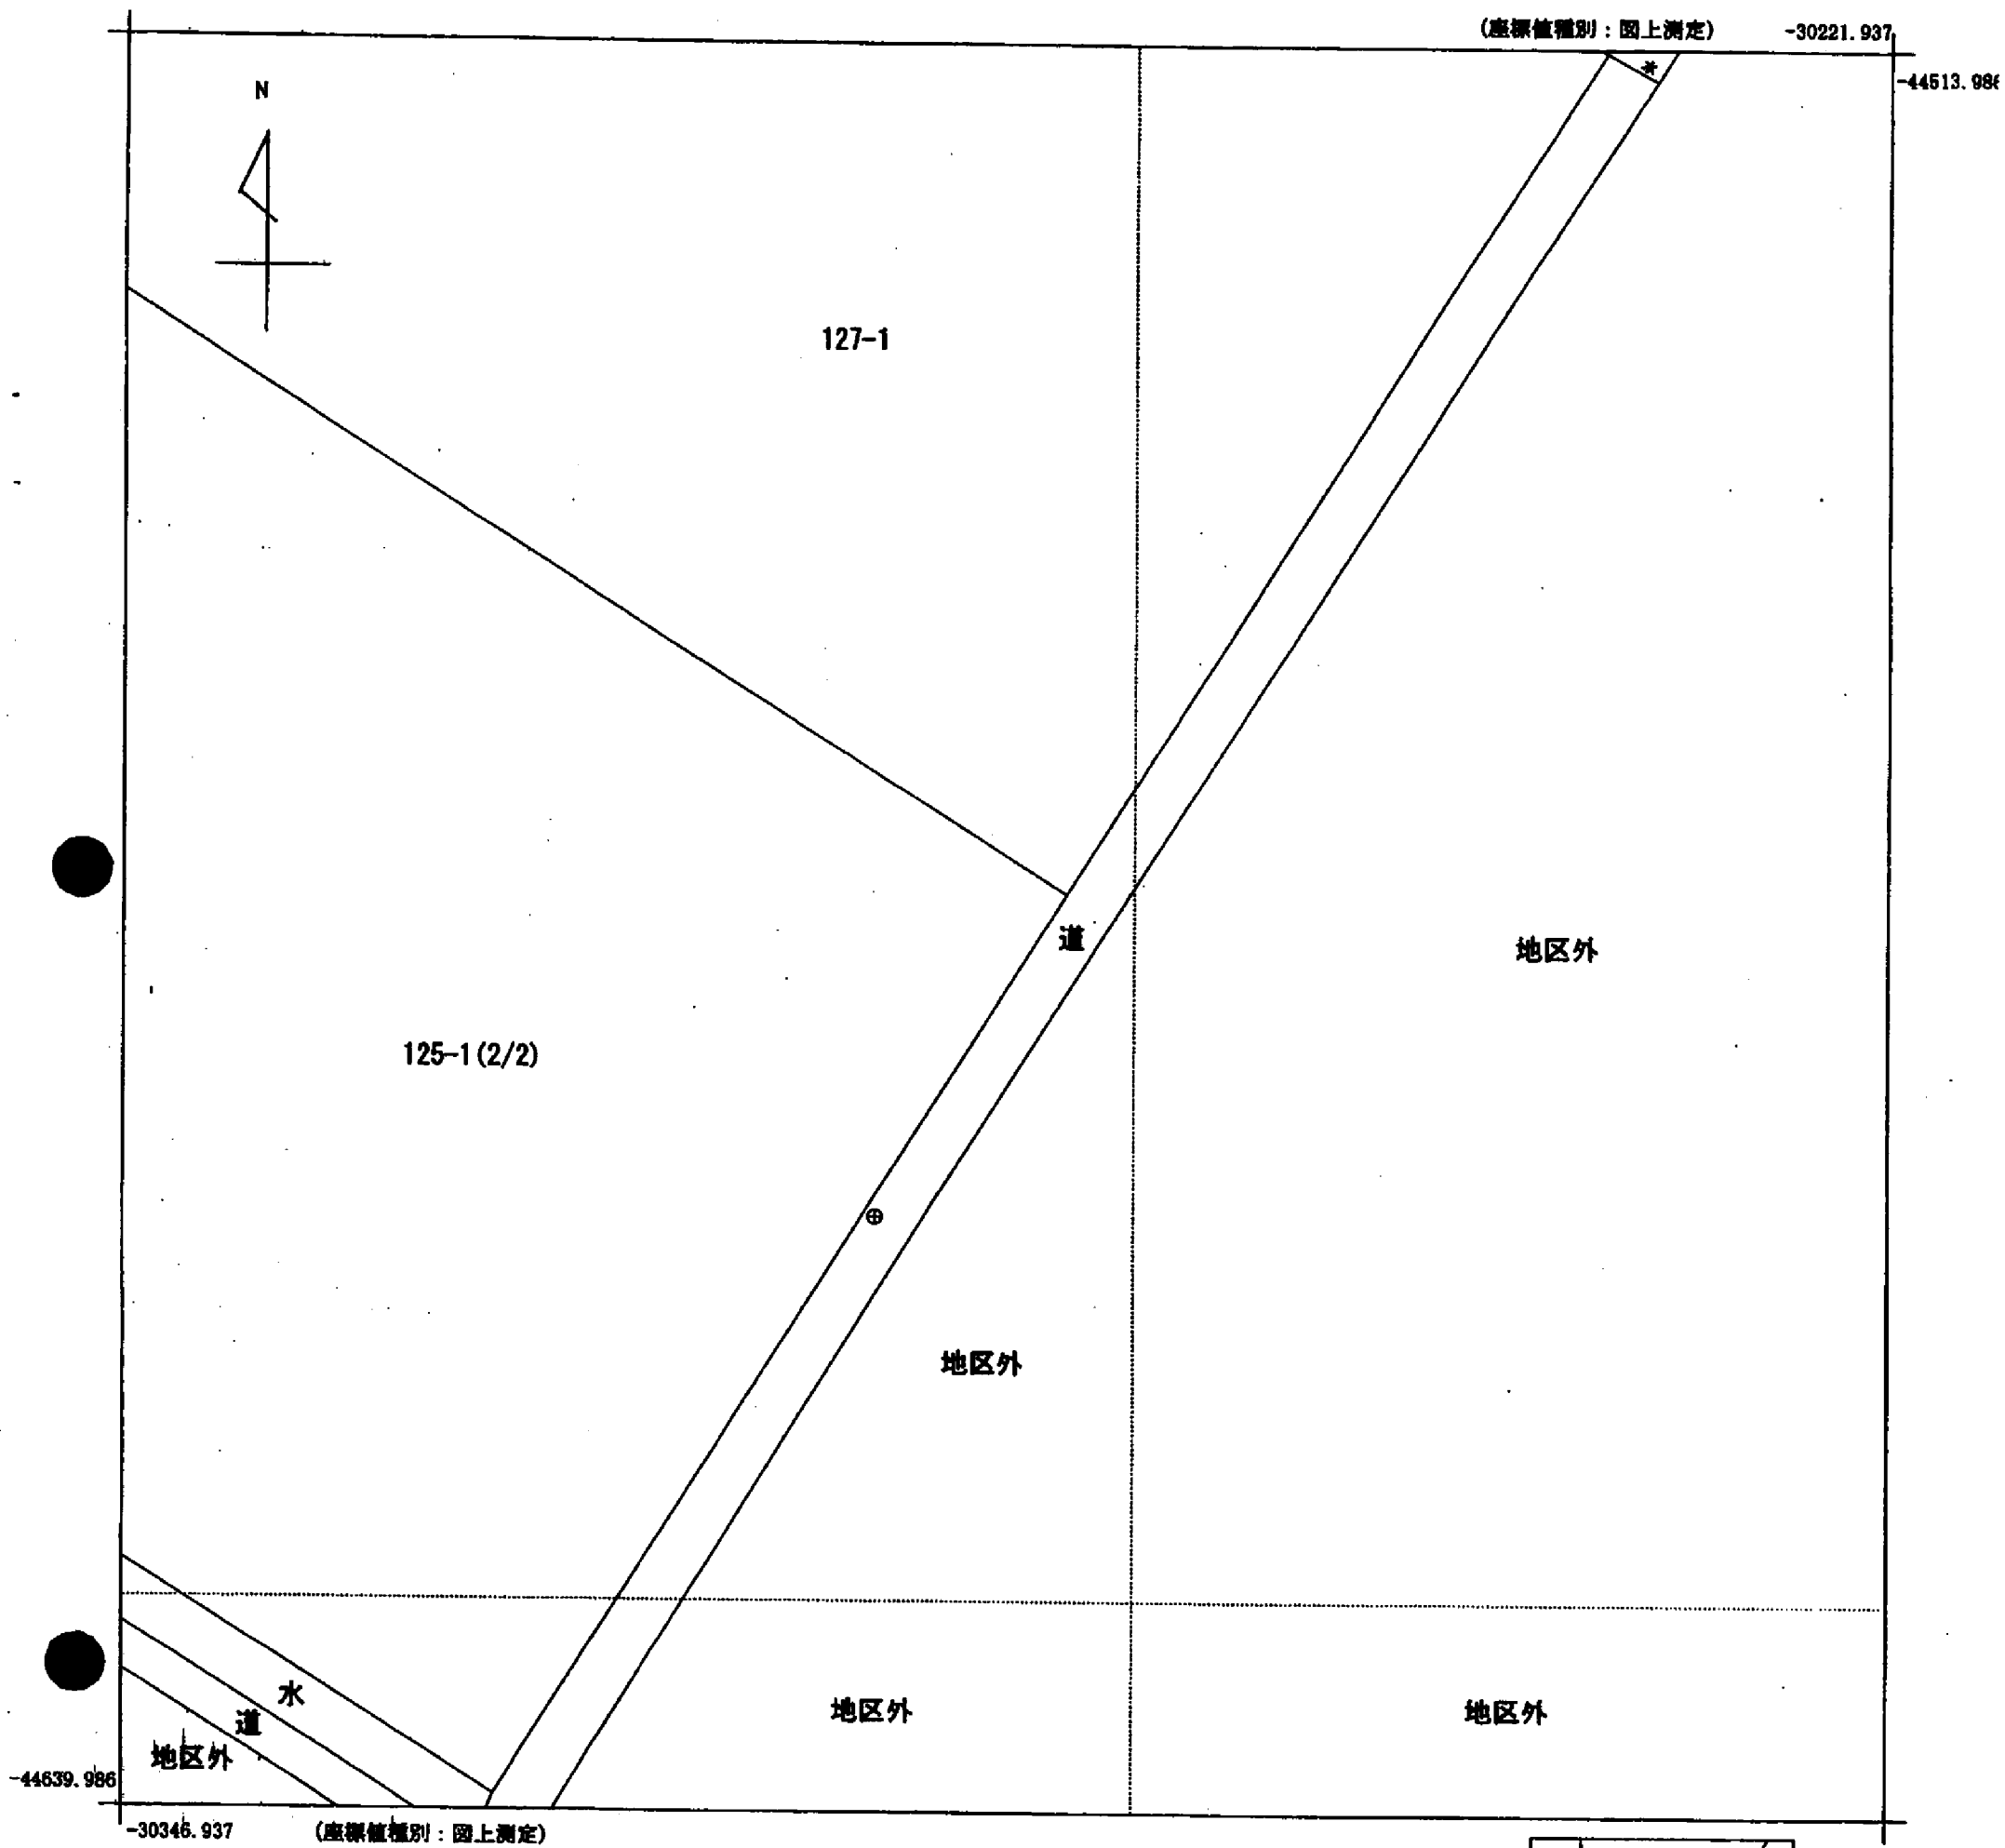 (座標値種別:図上測定) -30221.937
-44513.986
N
*
127-1
道
地区外
125-1(2/2)
地区外
水
道
地区外
地区外
地区外
-44639.986
-30346.937 (座標値種別:図上測定)